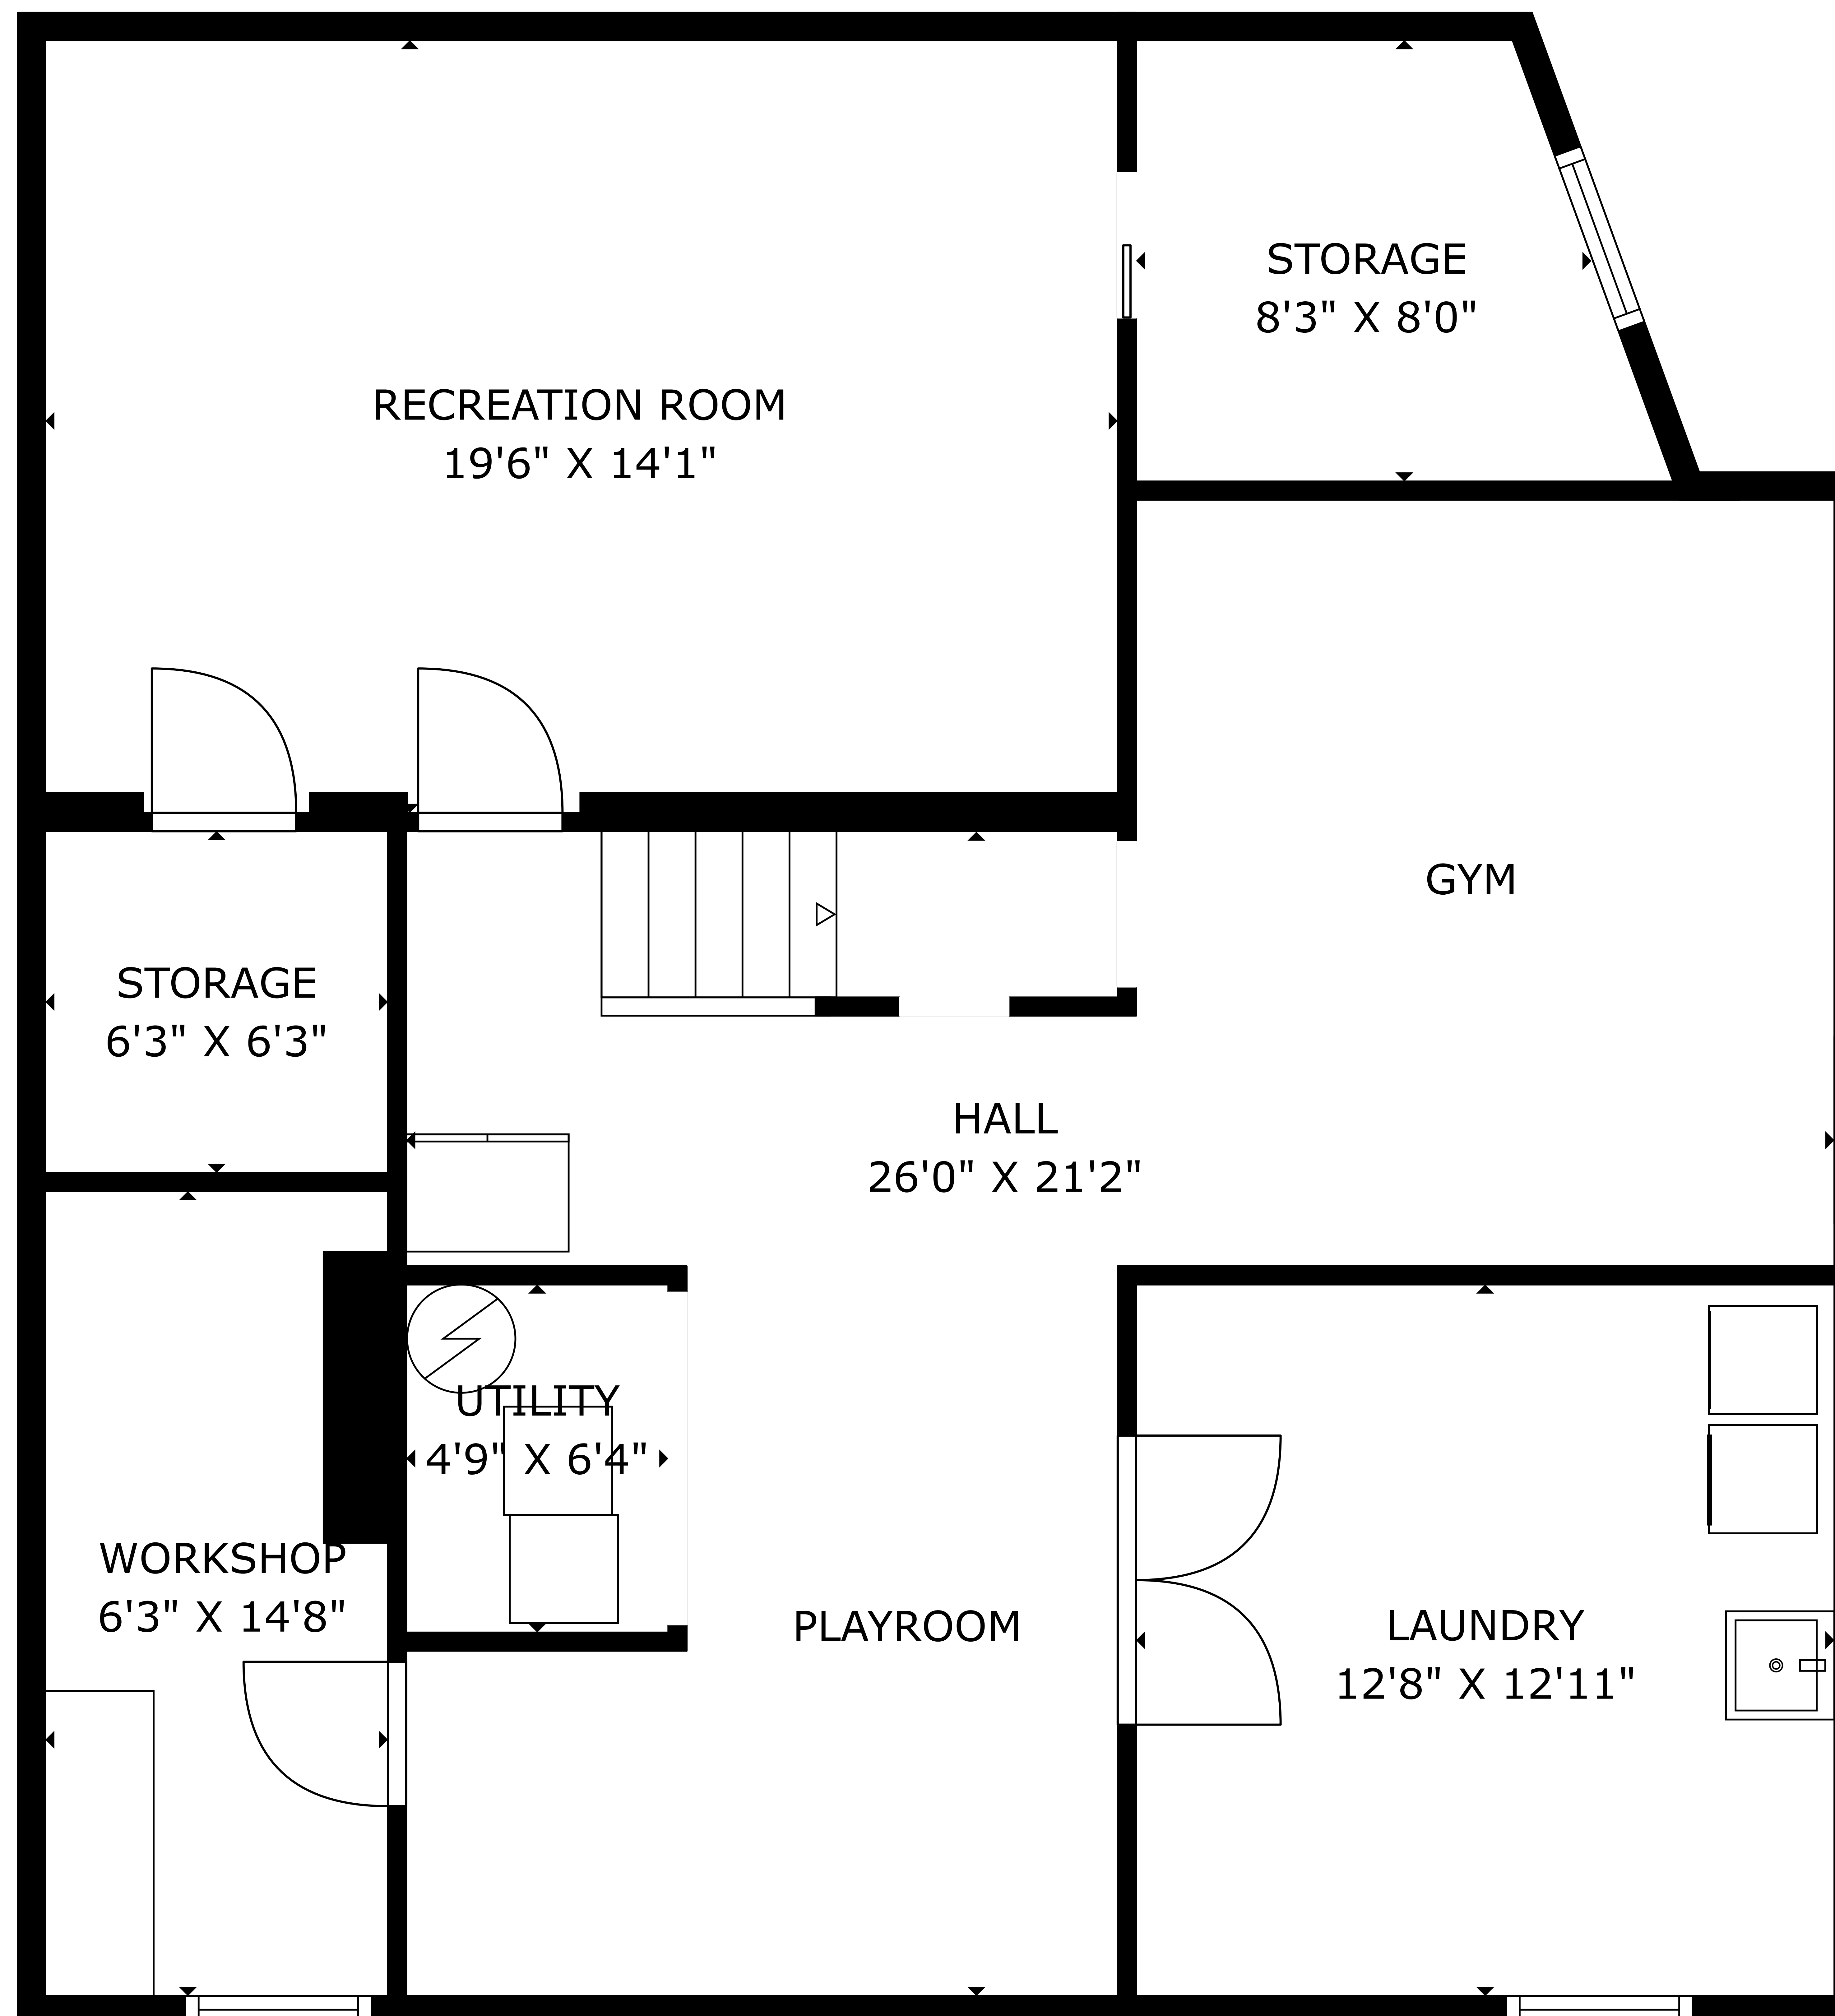 STORAGE
8'3" X 8'0"
RECREATION ROOM
19'6" X 14'1"
GYM
STORAGE
6'3" X 6'3"
HALL
26'0" X 21'2"
UTILITY
4'9" X 6'4"
WORKSHOP
6'3" X 14'8"
PLAYROOM
LAUNDRY
12'8" X 12'11"